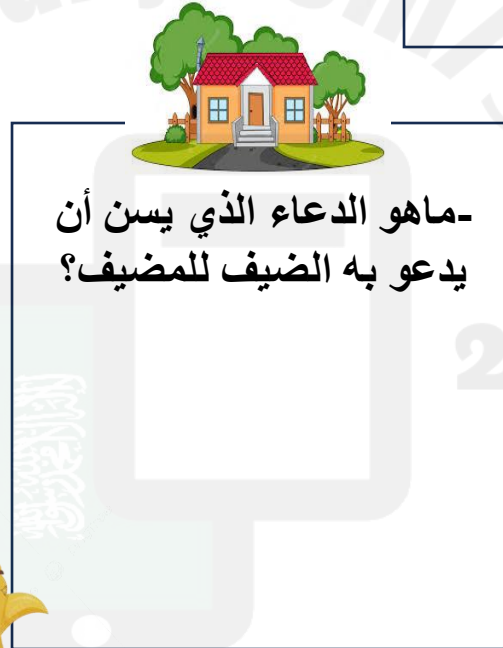 -ماهو الدعاء الذي يسن أن
يدعو به الضيف للمضيف؟